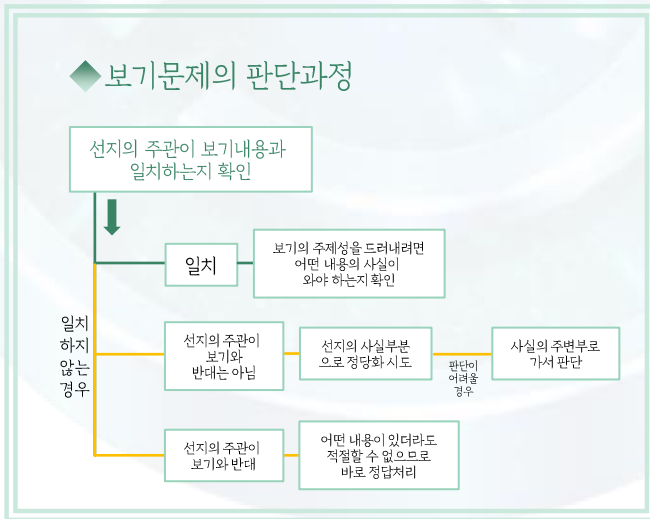 보기문제의 판단과정
선지의 주관이 보기내용과
일치하는지 확인
일치
보기의 주제성을 드러내려면
어떤 내용의 사실이
와야 하는지 확인
일치
하지
않는
경우
선지의 주관이
보기와
반대는 아님
선지의 사실부분
으로 정당화 시도
판단이
어려울
경우
사실의 주변부로
가서 판단
선지의 주관이
보기와 반대
어떤 내용이 있더라도
적절할 수 없으므로
바로 정답처리